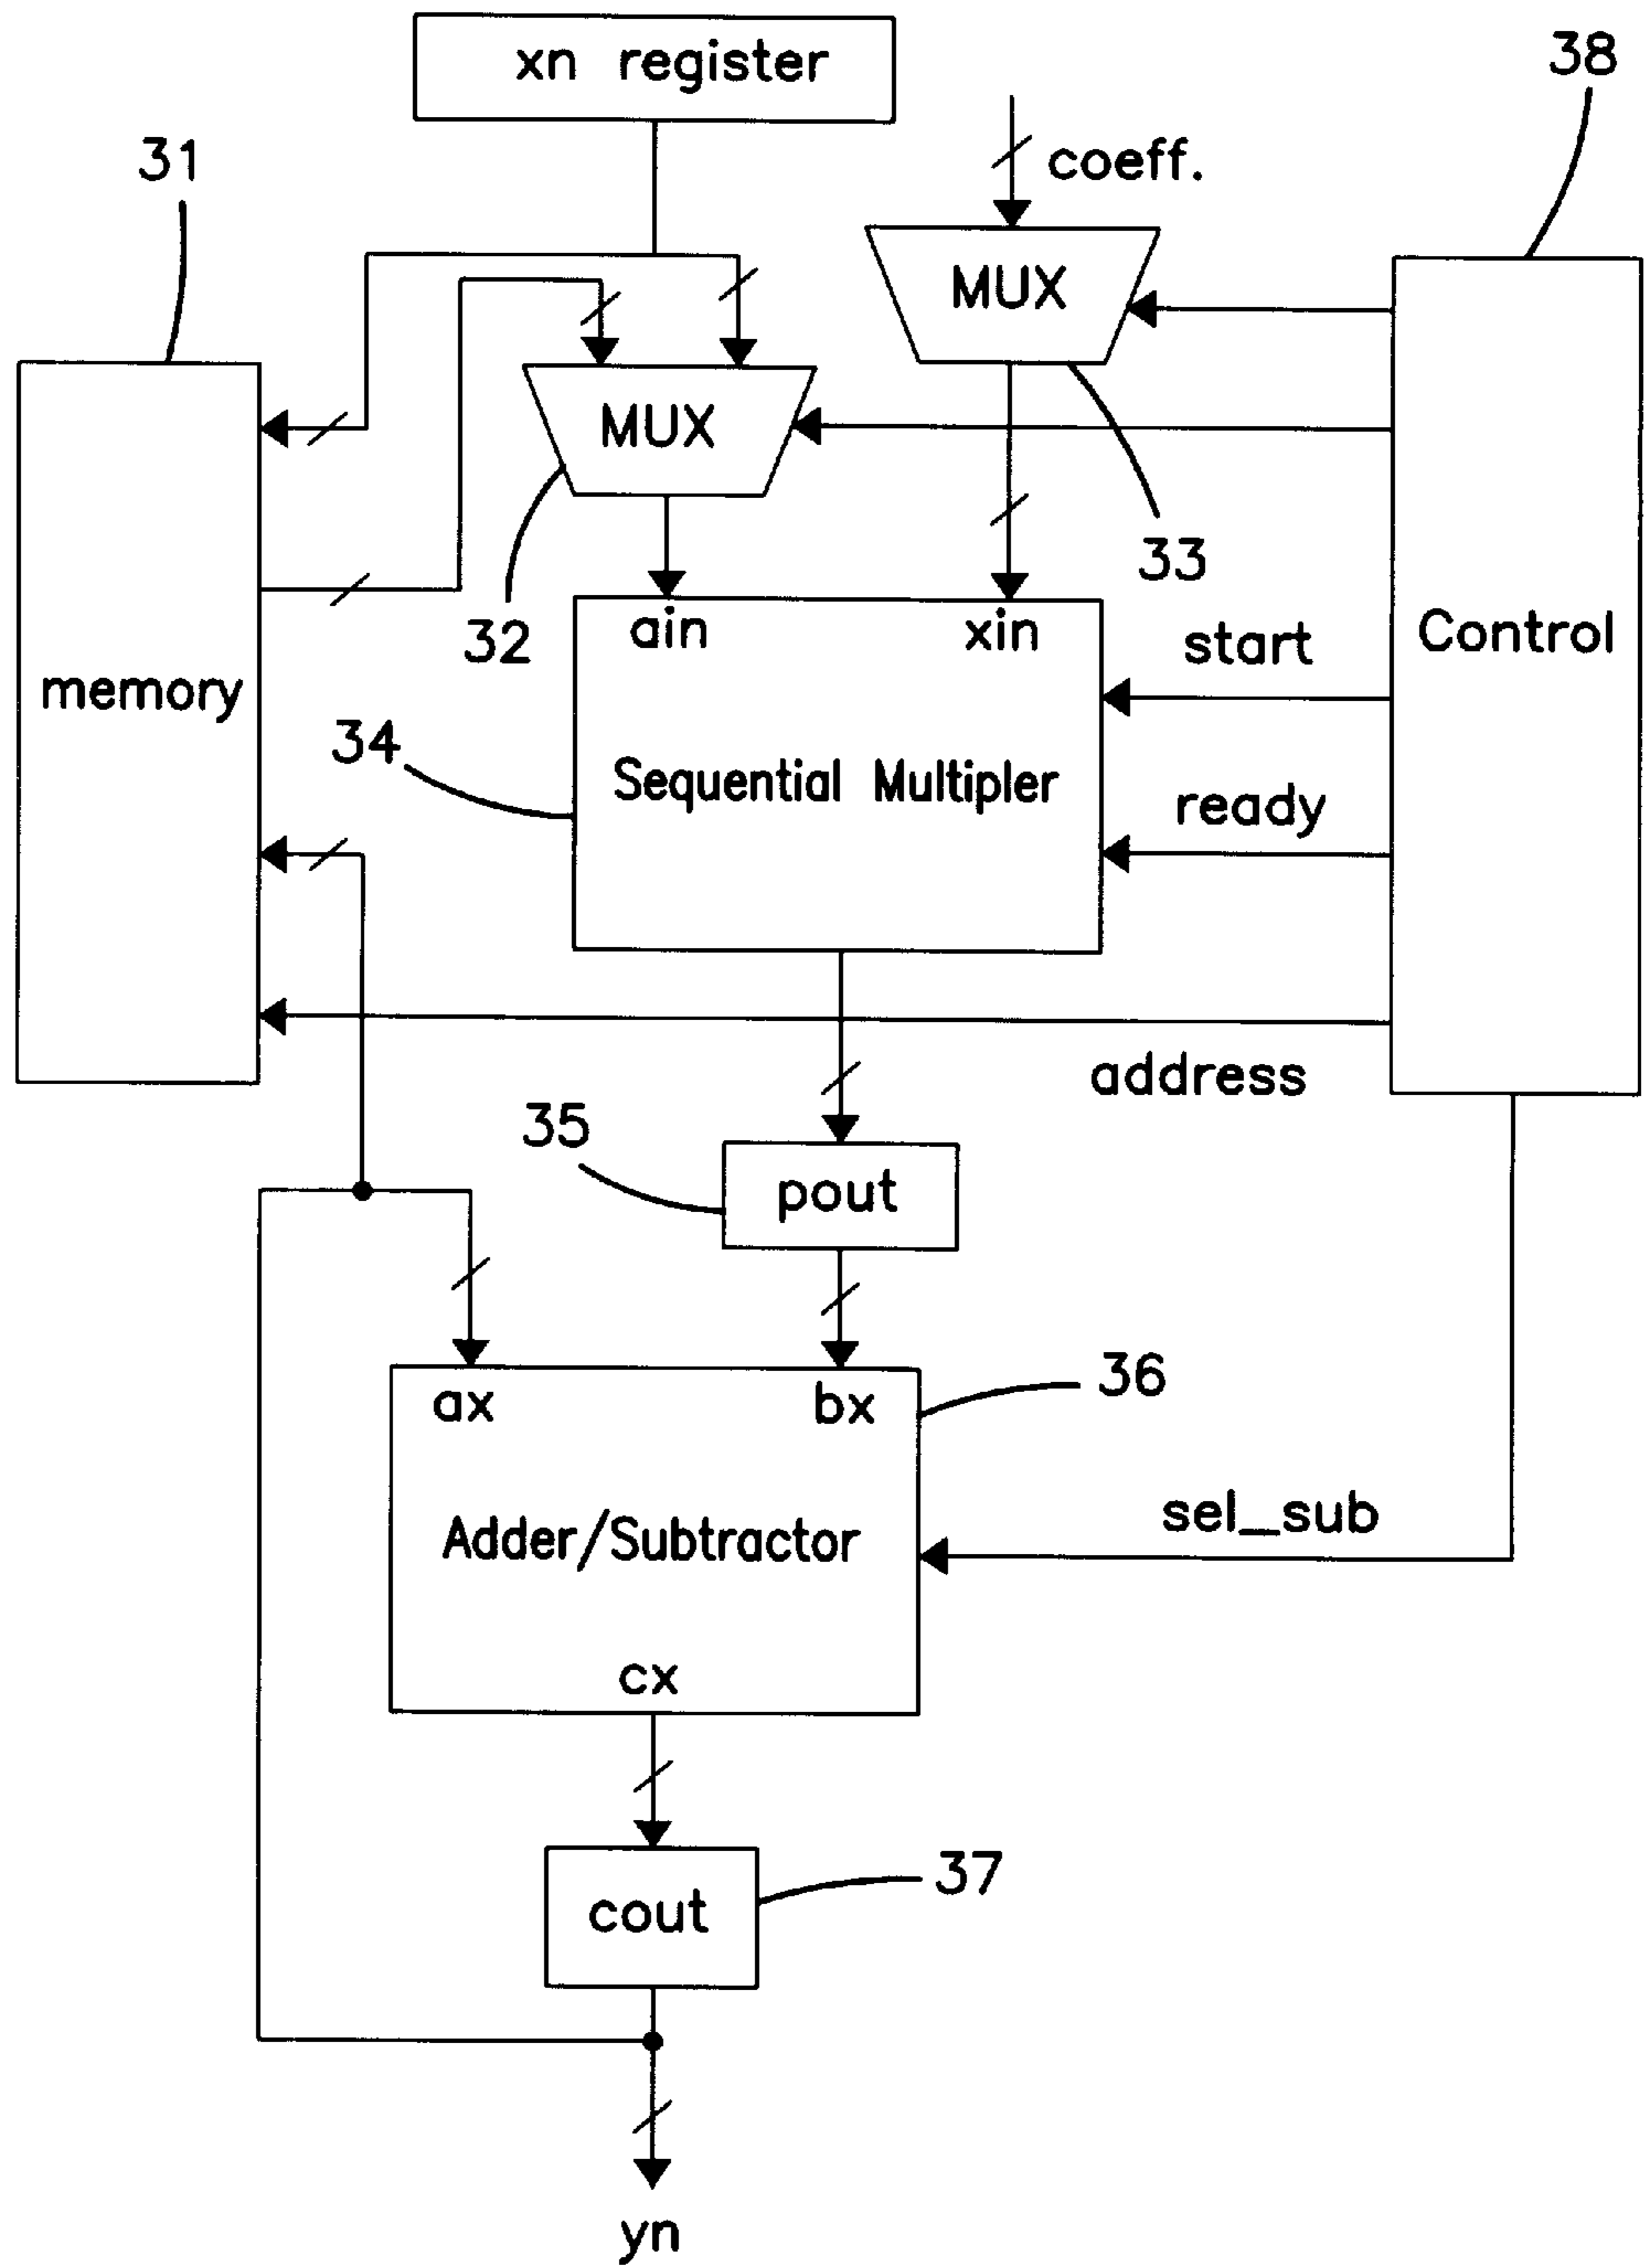 xn register
38
31
coeff.
MUX
MUX
33
32
ain
xin
start
Control
memory
34
Sequential Multipler
ready
address
35
pout
ax
bx
36
Adder/Subtractor
sel_sub
cx
cout
37
yn